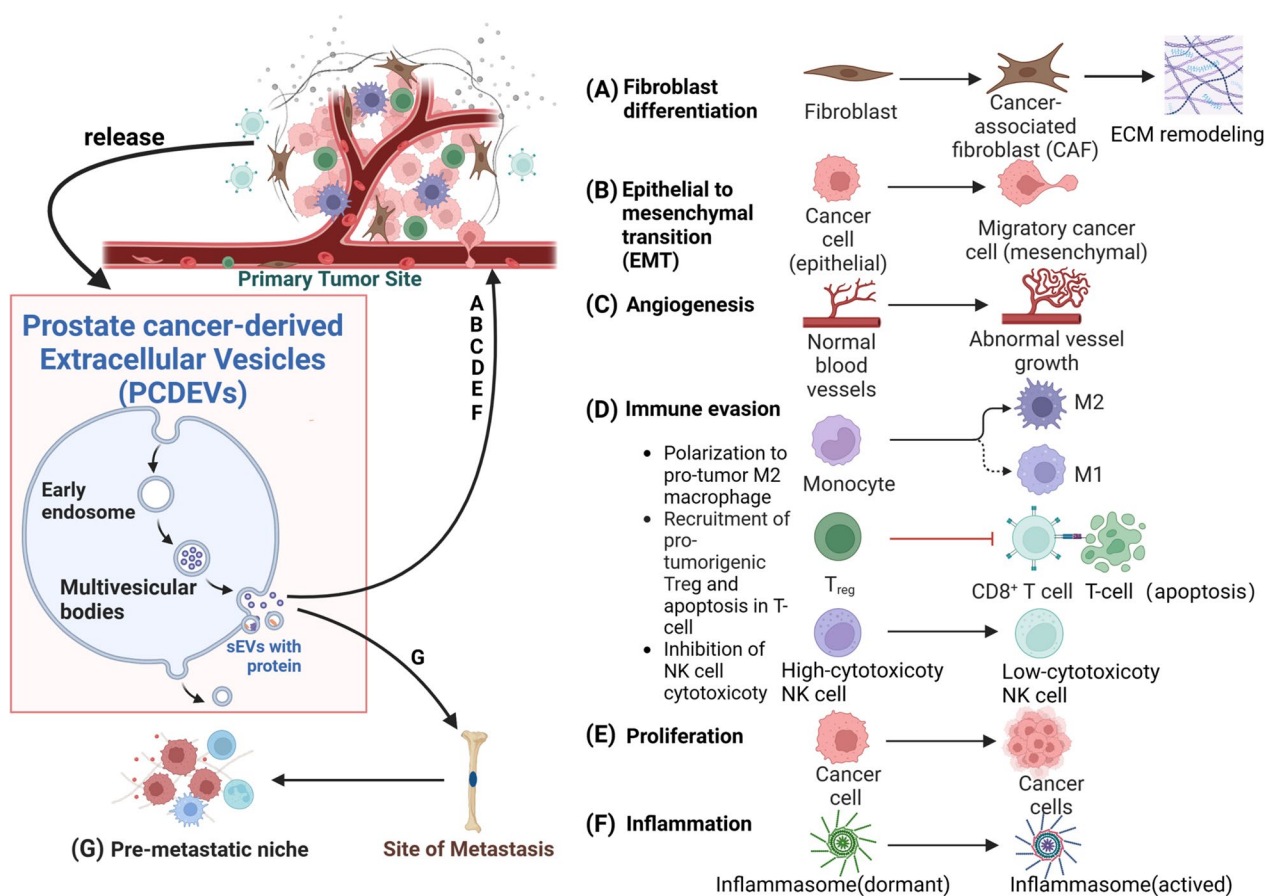 release
Primary Tumor Site
Prostate cancer-derived
Extracellular Vesicles
(PCDEVs)
Early
endosome
Multivesicular
bodies
sEVs with
protein
A
B
C
D
E
F
G
(G) Pre-metastatic niche
Site of Metastasis
(A) Fibroblast
differentiation
Fibroblast
Cancer-
associated
fibroblast (CAF)
ECM remodeling
(B) Epithelial to
mesenchymal
transition
(EMT)
Cancer
cell
(epithelial)
Migratory cancer
cell (mesenchymal)
(C) Angiogenesis
Normal
blood
vessels
Abnormal vessel
growth
(D) Immune evasion
• Polarization to
pro-tumor M2
macrophage
• Recruitment of
pro-
tumorigenic
Treg and
apoptosis in T-
cell
• Inhibition of
NK cell
cytotoxicoty
Monocyte
M2
M1
Treg
CD8⁺ T cell
T-cell (apoptosis)
High-cytotoxicoty
NK cell
Low-cytotoxicoty
NK cell
(E) Proliferation
Cancer
cell
Cancer
cells
(F) Inflammation
Inflammasome(dormant)
Inflammasome(actived)